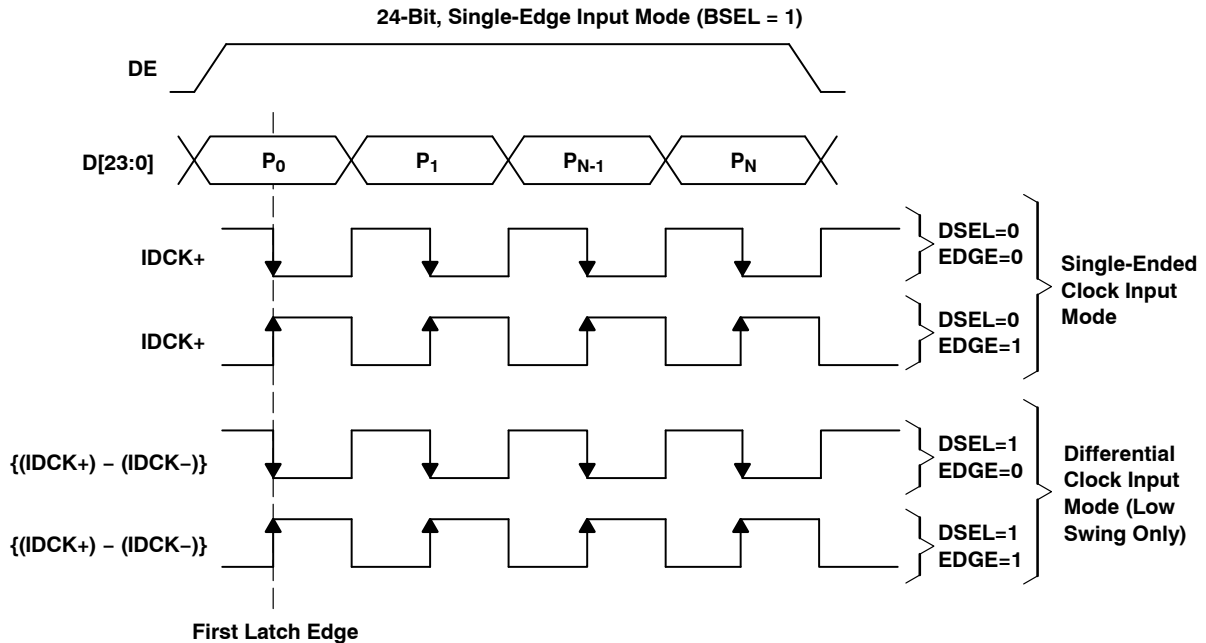 24-Bit, Single-Edge Input Mode (BSEL = 1)
DE
D[23:0]
P0
P1
PN-1
PN
IDCK+
DSEL=0
EDGE=0
IDCK+
DSEL=0
EDGE=1
Single-Ended
Clock Input
Mode
{(IDCK+) − (IDCK−)}
DSEL=1
EDGE=0
{(IDCK+) − (IDCK−)}
DSEL=1
EDGE=1
Differential
Clock Input
Mode (Low
Swing Only)
First Latch Edge